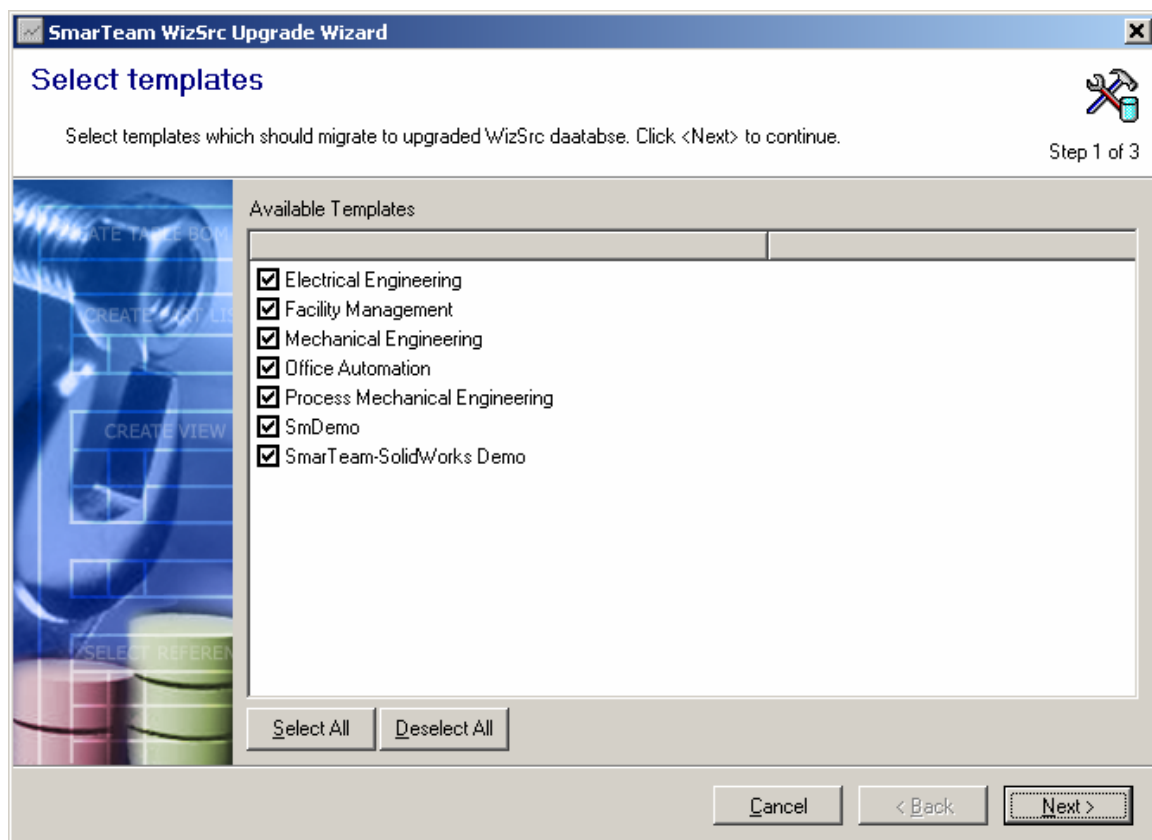 SmarTeam WizSrc Upgrade Wizard
Select templates
Select templates which should migrate to upgraded WizSrc daatabse. Click <Next> to continue.
Step 1 of 3
Available Templates
CREATE VIEW
SELECT REFEREN
Electrical Engineering
Facility Management
Mechanical Engineering
Office Automation
Process Mechanical Engineering
SmDemo
SmarTeam-SolidWorks Demo
Select All
Deselect All
Cancel
< Back
Next >